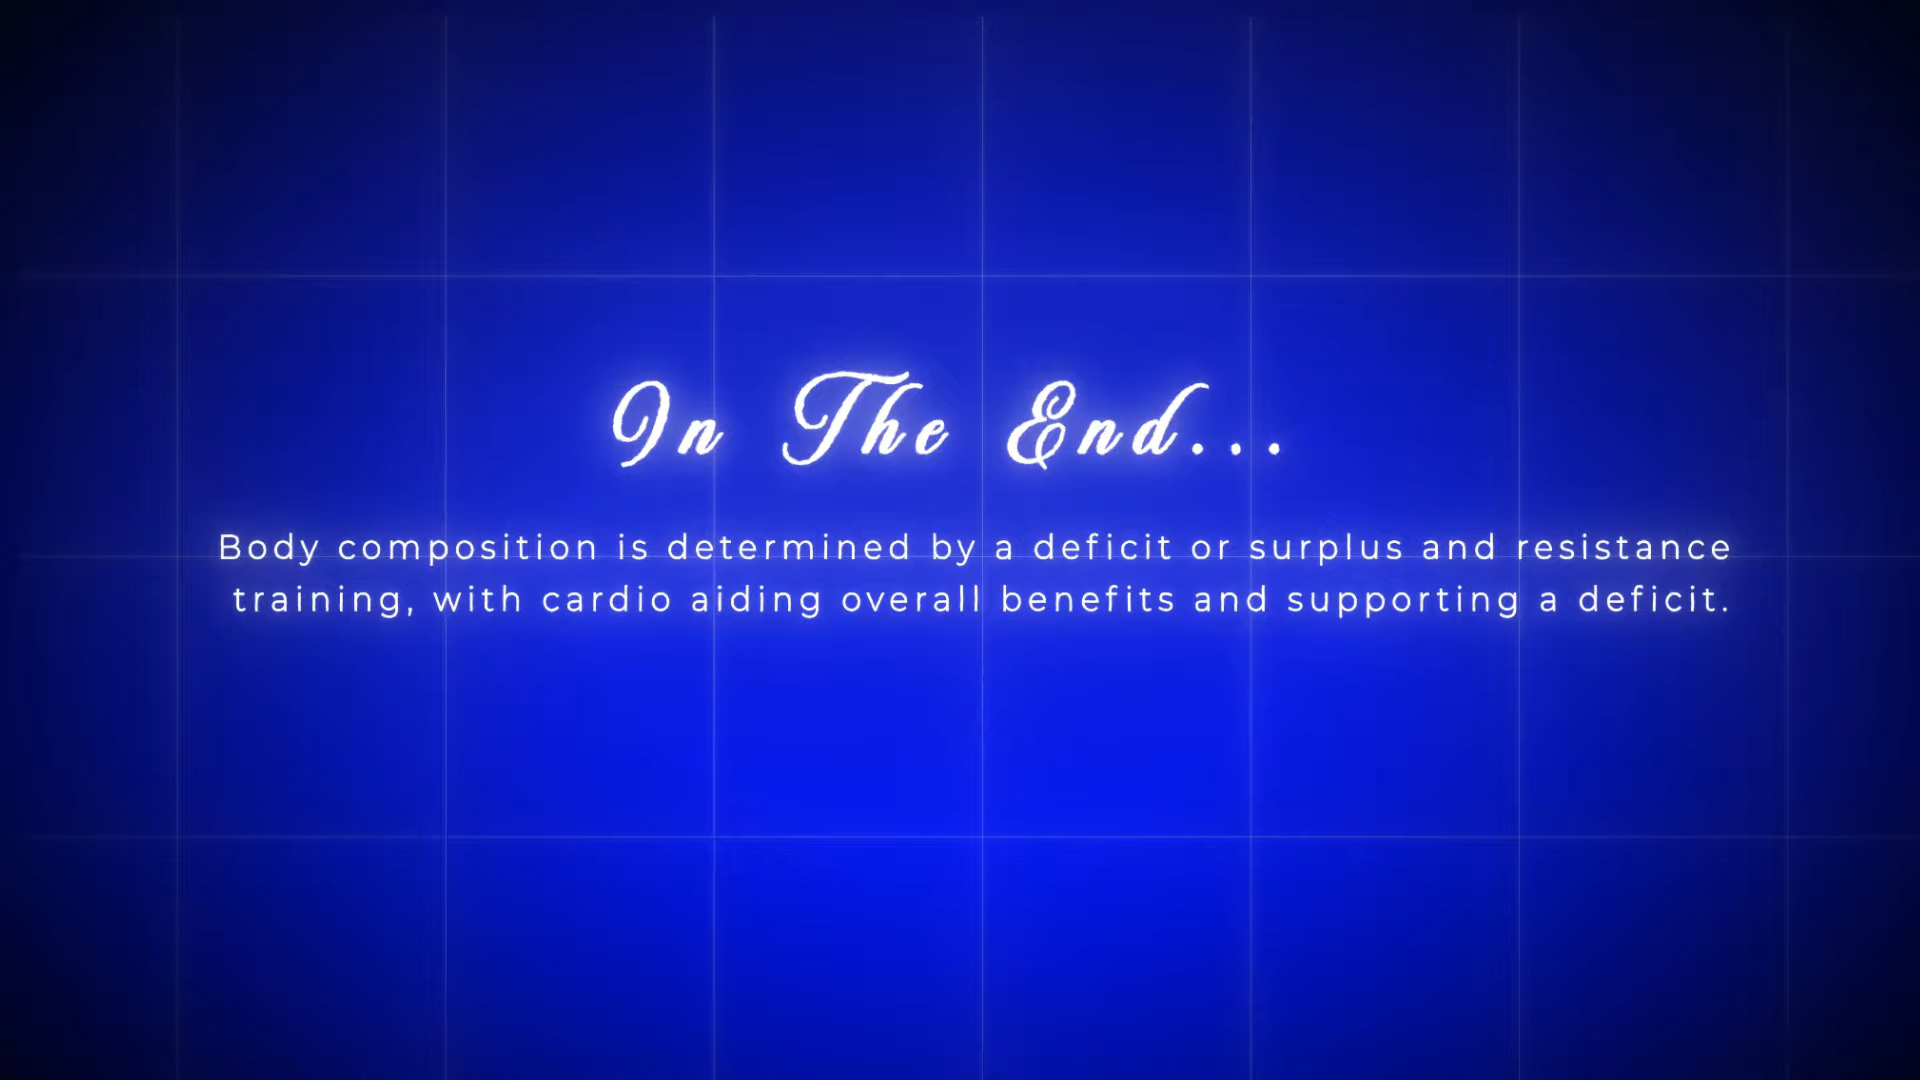 In The End...
Body composition is determined by a deficit or surplus and resistance
training, with cardio aiding overall benefits and supporting a deficit.